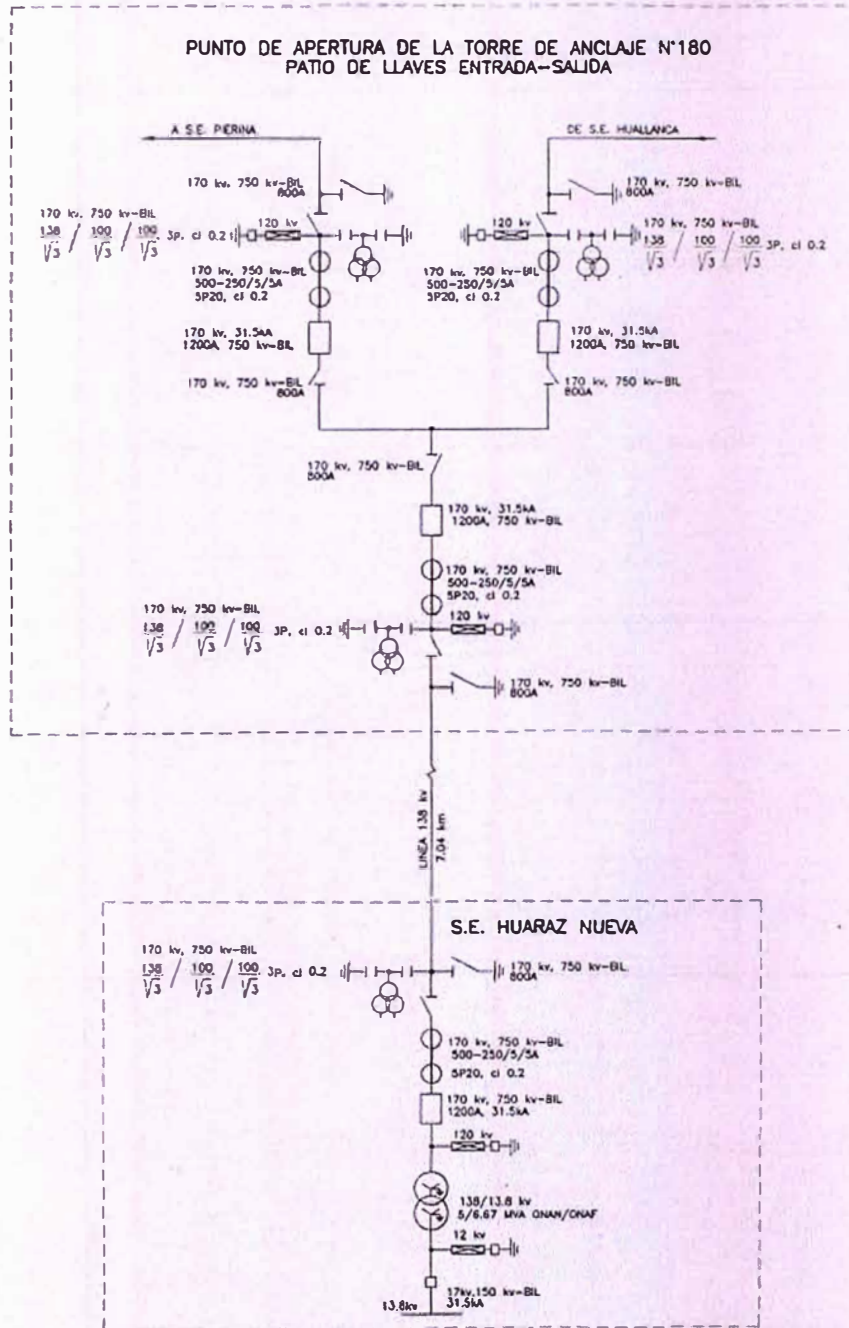 PUNTO DE APERTURA DE LA TORRE DE ANCLAJE N°180
PATIO DE LLAVES ENTRADA-SALIDA
A S.E. PIERINA
DE S.E. HUALLANCA
170 kv, 750 kv-BIL
800A
170 kv, 750 kv-BIL
800A
170 kv, 750 kv-BIL
138/√3 / 100/√3 / 100/√3 3P, cl 0.2
120 kv
120 kv
170 kv, 750 kv-BIL
138/√3 / 100/√3 / 100/√3 3P, cl 0.2
170 kv, 750 kv-BIL
500-250/5/5A
5P20, cl 0.2
170 kv, 750 kv-BIL
500-250/5/5A
5P20, cl 0.2
170 kv, 31.5kA
1200A, 750 kv-BIL
170 kv, 31.5kA
1200A, 750 kv-BIL
170 kv, 750 kv-BIL
800A
170 kv, 750 kv-BIL
800A
170 kv, 750 kv-BIL
800A
170 kv, 31.5kA
1200A, 750 kv-BIL
170 kv, 750 kv-BIL
500-250/5/5A
5P20, cl 0.2
170 kv, 750 kv-BIL
138/√3 / 100/√3 / 100/√3 3P, cl 0.2
120 kv
170 kv, 750 kv-BIL
800A
LINEA 138 kv
7.04 km
S.E. HUARAZ NUEVA
170 kv, 750 kv-BIL
138/√3 / 100/√3 / 100/√3 3P, cl 0.2
170 kv, 750 kv-BIL
800A
170 kv, 750 kv-BIL
500-250/5/5A
5P20, cl 0.2
170 kv, 750 kv-BIL
1200A, 31.5kA
120 kv
138/13.8 kv
5/6.67 MVA ONAN/ONAF
12 kv
17kv,150 kv-BIL
31.5kA
13.8kv